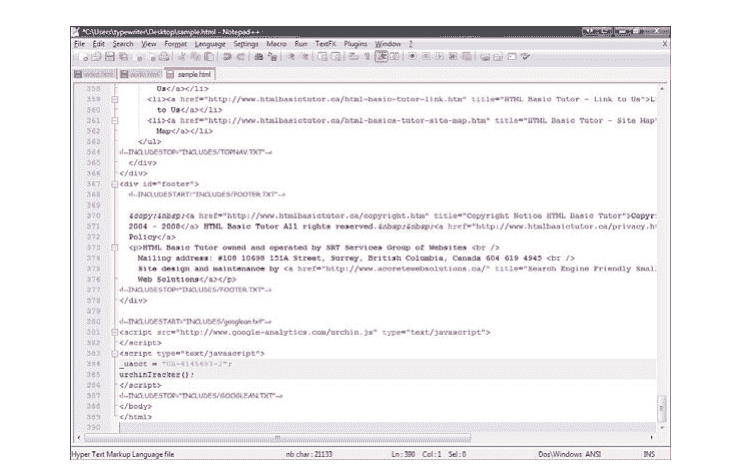 *C:\Users\typewriter\Desktop\sample.html - Notepad++
File Edit Search View Format Language Settings Macro Run TextFX Plugins Window ? X
video.html audio.html sample.html
358 Us</a></li>
359 <li><a href="http://www.htmlbasictutor.ca/html-basic-tutor-link.htm" title="HTML Basic Tutor - Link to Us">L
360 to Us</a></li>
361 <li><a href="http://www.htmlbasictutor.ca/html-basics-tutor-site-map.htm" title="HTML Basic Tutor - Site Map"
362 Map</a></li>
363 </ul>
364 <!--INCLUDESTOP="INCLUDES/TOPNAV.TXT"-->
365 </div>
366 </div>
367 <div id="footer">
368 <!--INCLUDESTART="INCLUDES/FOOTER.TXT"-->
369
370 &copy;&nbsp;<a href="http://www.htmlbasictutor.ca/copyright.htm" title="Copyright Notice HTML Basic Tutor">Copyr
371 2004 - 2008</a> HTML Basic Tutor All rights reserved.&nbsp;&nbsp;<a href="http://www.htmlbasictutor.ca/privacy.h
372 Policy</a>
373 <p>HTML Basic Tutor owned and operated by SRT Services Group of Websites <br />
374 Mailing address: #108 10698 151A Street, Surrey, British Columbia, Canada 604 619 4945 <br />
375 Site design and maintenance by <a href="http://www.accretewebsolutions.ca/" title="Search Engine Friendly Smal
376 Web Solutions</a></p>
377 <!--INCLUDESTOP="INCLUDES/FOOTER.TXT"-->
378 </div>
379
380 <!--INCLUDESTART="INCLUDES/googlean.txt"-->
381 <script src="http://www.google-analytics.com/urchin.js" type="text/javascript">
382 </script>
383 <script type="text/javascript">
384 _uacct =
385 urchinTracker();
386 </script>
387 <!--INCLUDESTOP="INCLUDES/GOOGLEAN.TXT"-->
388 </body>
389 </html>
390
Hyper Text Markup Language file nb char : 21133 Ln : 390 Col : 1 Sel : 0 Dos\Windows ANSI INS